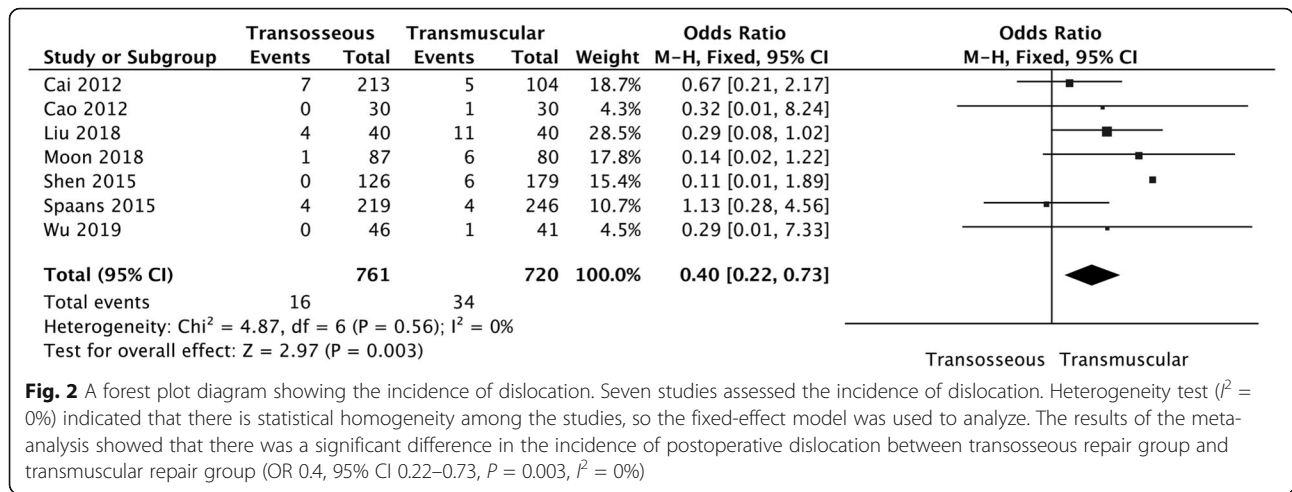 Transosseous Transmuscular Odds Ratio Odds Ratio
Study or Subgroup Events Total Events Total Weight M-H, Fixed, 95% CI M-H, Fixed, 95% CI
Cai 2012 7 213 5 104 18.7% 0.67 [0.21, 2.17]
Cao 2012 0 30 1 30 4.3% 0.32 [0.01, 8.24]
Liu 2018 4 40 11 40 28.5% 0.29 [0.08, 1.02]
Moon 2018 1 87 6 80 17.8% 0.14 [0.02, 1.22]
Shen 2015 0 126 6 179 15.4% 0.11 [0.01, 1.89]
Spaans 2015 4 219 4 246 10.7% 1.13 [0.28, 4.56]
Wu 2019 0 46 1 41 4.5% 0.29 [0.01, 7.33]
Total (95% CI) 761 720 100.0% 0.40 [0.22, 0.73]
Total events 16 34
Heterogeneity: Chi² = 4.87, df = 6 (P = 0.56); I² = 0%
Test for overall effect: Z = 2.97 (P = 0.003)
Transosseous Transmuscular
Fig. 2 A forest plot diagram showing the incidence of dislocation. Seven studies assessed the incidence of dislocation. Heterogeneity test (I² =
0%) indicated that there is statistical homogeneity among the studies, so the fixed-effect model was used to analyze. The results of the meta-
analysis showed that there was a significant difference in the incidence of postoperative dislocation between transosseous repair group and
transmuscular repair group (OR 0.4, 95% CI 0.22–0.73, P = 0.003, I² = 0%)